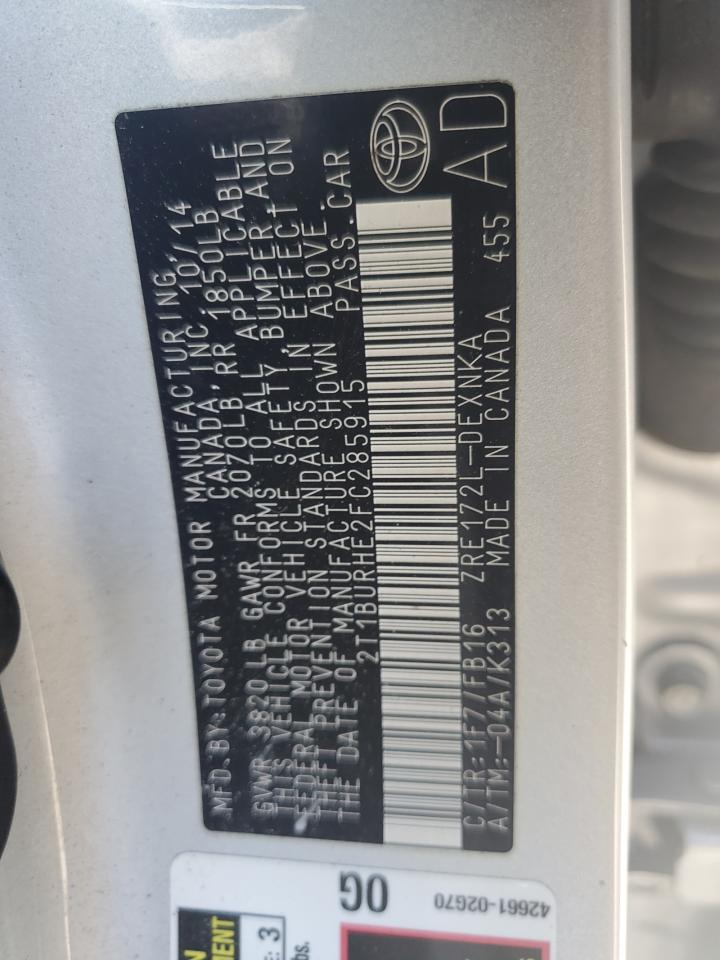 MFD.BY:TOYOTA MOTOR MANUFACTURING
CANADA, INC. 10/14
GVWR 3820LB GAWR FR 2070LB, RR 1850LB
THIS VEHICLE CONFORMS TO ALL APPLICABLE
FEDERAL MOTOR VEHICLE SAFETY, BUMPER, AND
THEFT PREVENTION STANDARDS IN EFFECT ON
THE DATE OF MANUFACTURE SHOWN ABOVE.
2T1BURHE2FC285915 PASS.CAR
C/TR:1F7/FB16 ZRE172L-DEXNKA
A/TM:-04A/K313 MADE IN CANADA 455
AD
0G
42661-02G70
3